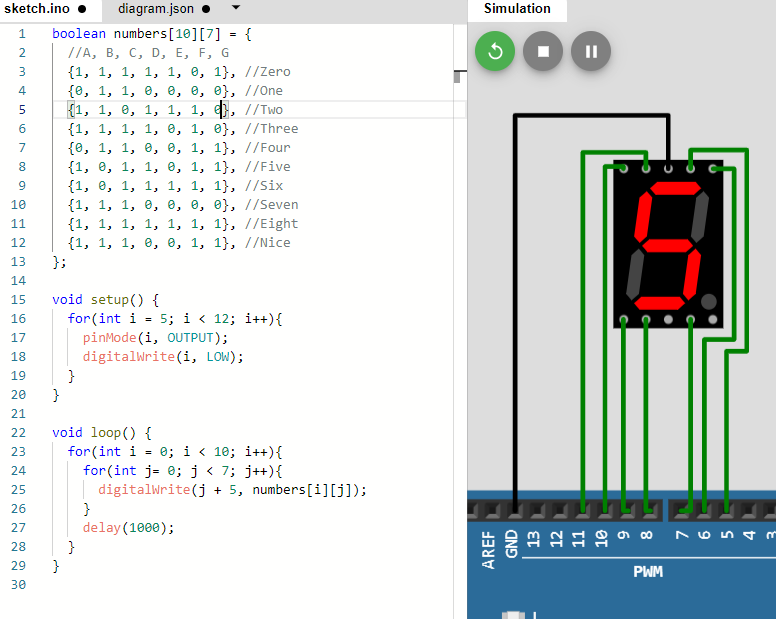 sketch.ino ● diagram.json ● Simulation
1 boolean numbers[10][7] = {
2 //A, B, C, D, E, F, G
3 {1, 1, 1, 1, 1, 0, 1}, //Zero
4 {0, 1, 1, 0, 0, 0, 0}, //One
5 {1, 1, 0, 1, 1, 1, 0}, //Two
6 {1, 1, 1, 1, 0, 1, 0}, //Three
7 {0, 1, 1, 0, 0, 1, 1}, //Four
8 {1, 0, 1, 1, 0, 1, 1}, //Five
9 {1, 0, 1, 1, 1, 1, 1}, //Six
10 {1, 1, 1, 0, 0, 0, 0}, //Seven
11 {1, 1, 1, 1, 1, 1, 1}, //Eight
12 {1, 1, 1, 0, 0, 1, 1}, //Nice
13 };
14
15 void setup() {
16 for(int i = 5; i < 12; i++){
17 pinMode(i, OUTPUT);
18 digitalWrite(i, LOW);
19 }
20 }
21
22 void loop() {
23 for(int i = 0; i < 10; i++){
24 for(int j= 0; j < 7; j++){
25 digitalWrite(j + 5, numbers[i][j]);
26 }
27 delay(1000);
28 }
29 }
30
5
AREF GND 13 12 11 10 9 8 7 6 5 4 3
PWM